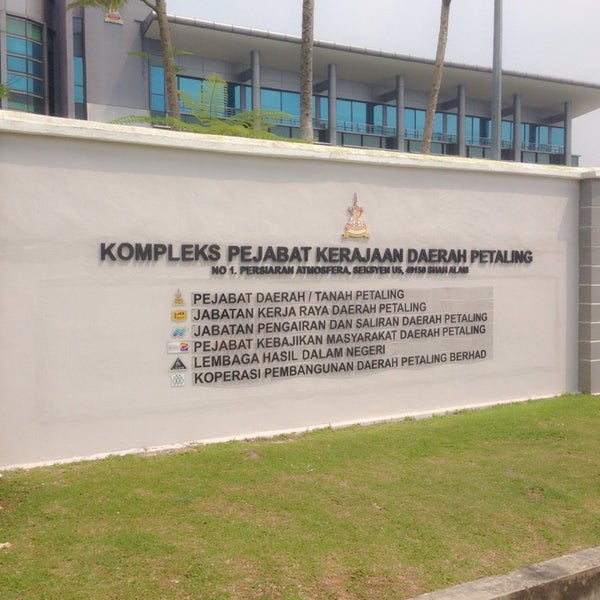 KOMPLEKS PEJABAT KERAJAAN DAERAH PETALING
NO 1. PERSIARAN ATMOSFERA, SEKSYEN U5, 40150 SHAH ALAM
PEJABAT DAERAH / TANAH PETALING
JABATAN KERJA RAYA DAERAH PETALING
JABATAN PENGAIRAN DAN SALIRAN DAERAH PETALING
PEJABAT KEBAJIKAN MASYARAKAT DAERAH PETALING
LEMBAGA HASIL DALAM NEGERI
KOPERASI PEMBANGUNAN DAERAH PETALING BERHAD